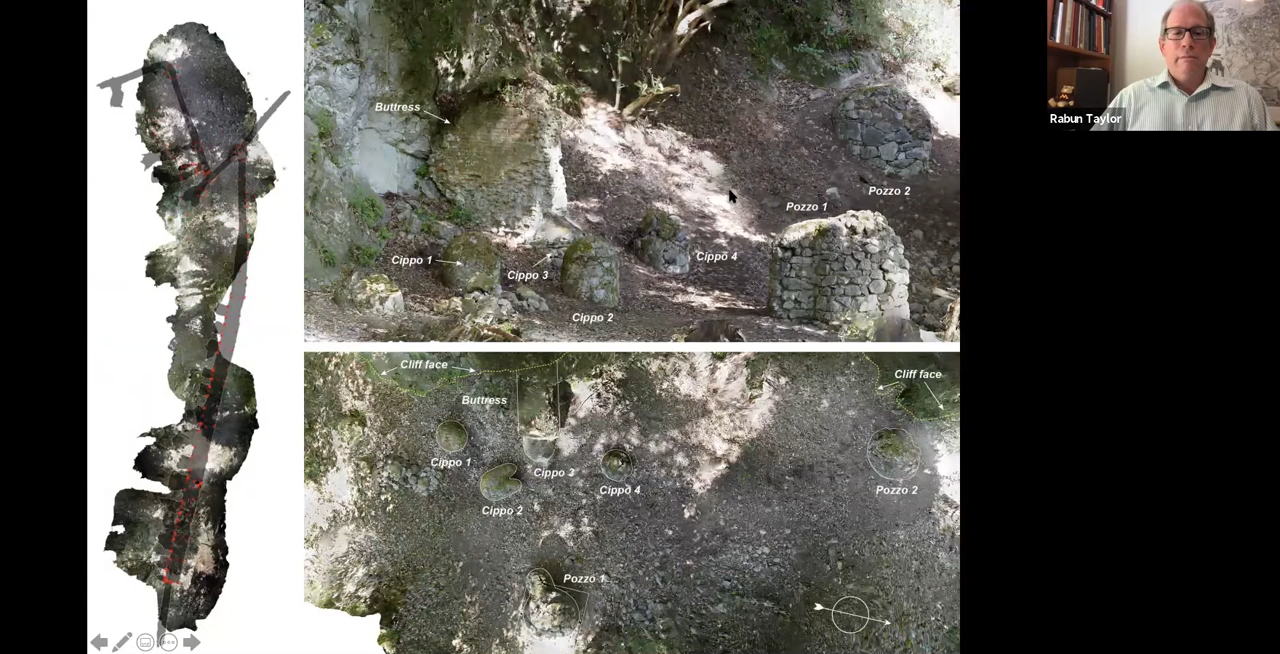 Buttress
Pozzo 2
Pozzo 1
Cippo 1
Cippo 3
Cippo 4
Cippo 2
Cliff face
Cliff face
Buttress
Cippo 1
Cippo 3
Cippo 4
Pozzo 2
Cippo 2
Pozzo 1
Rabun Taylor